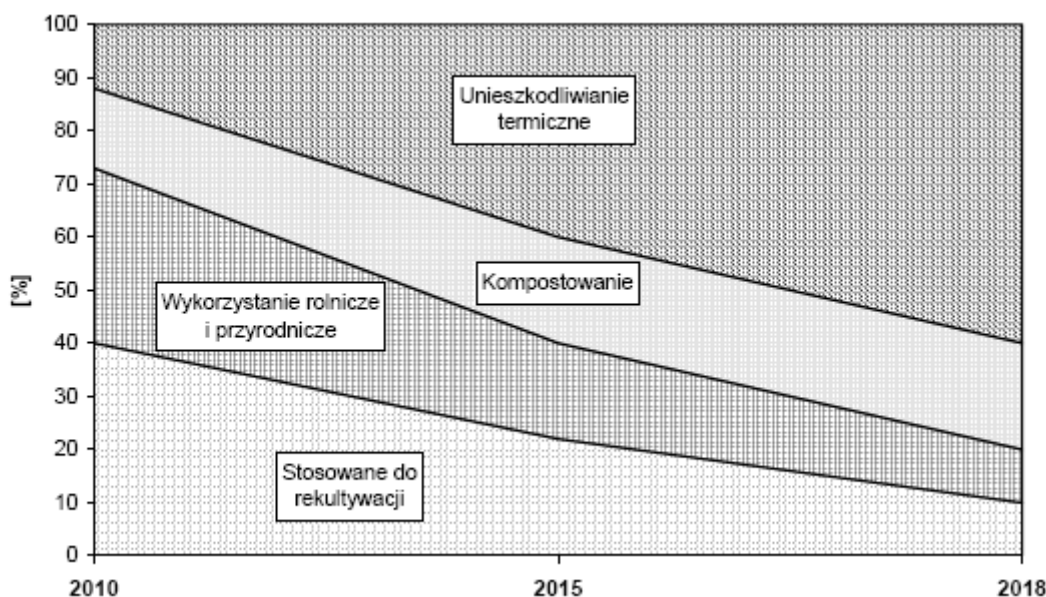 100
90
80
70
60
50
40
30
20
10
0
[%]
Unieszkodliwianie
termiczne
Kompostowanie
Wykorzystanie rolnicze
i przyrodnicze
Stosowane do
rekultywacji
2010
2015
2018